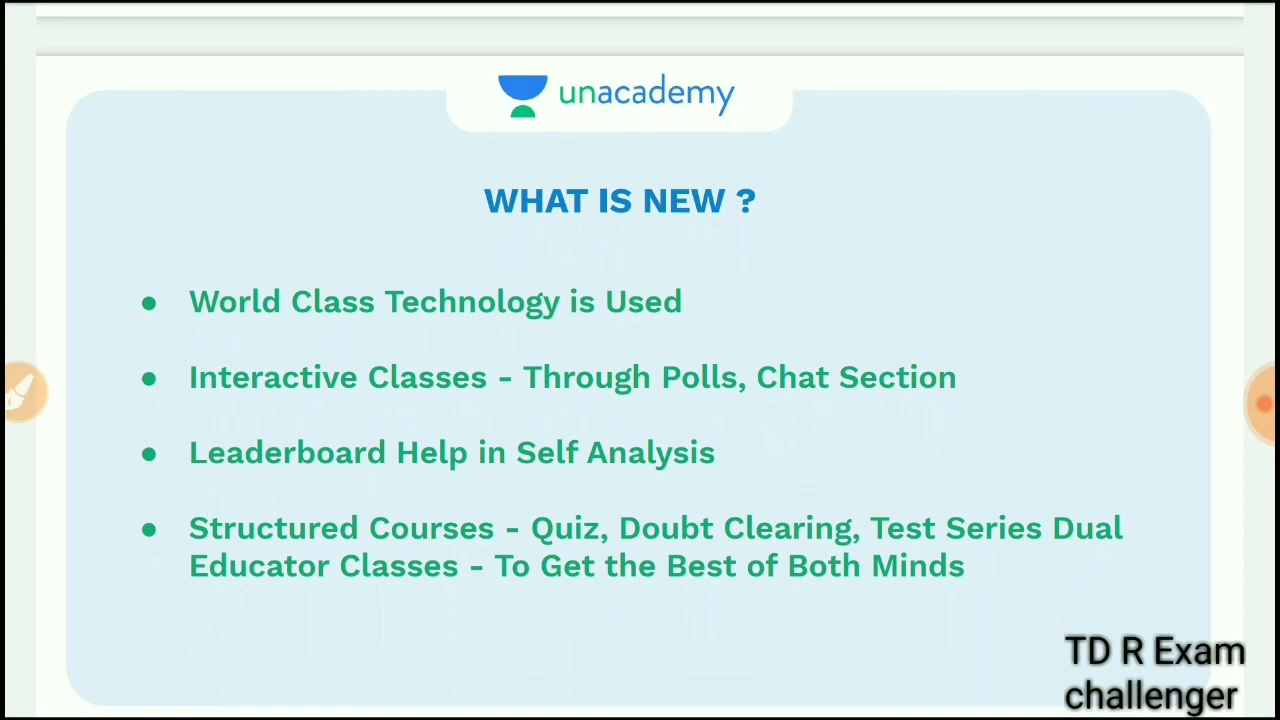 unacademy
WHAT IS NEW ?
● World Class Technology is Used
● Interactive Classes - Through Polls, Chat Section
● Leaderboard Help in Self Analysis
● Structured Courses - Quiz, Doubt Clearing, Test Series Dual
Educator Classes - To Get the Best of Both Minds
TD R Exam
challenger